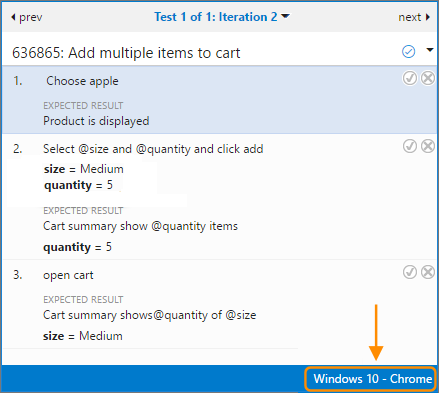 prev
Test 1 of 1: Iteration 2
next
636865: Add multiple items to cart
1. Choose apple
EXPECTED RESULT
Product is displayed
2. Select @size and @quantity and click add
size = Medium
quantity = 5
EXPECTED RESULT
Cart summary show @quantity items
quantity = 5
3. open cart
EXPECTED RESULT
Cart summary shows@quantity of @size
size = Medium
Windows 10 - Chrome